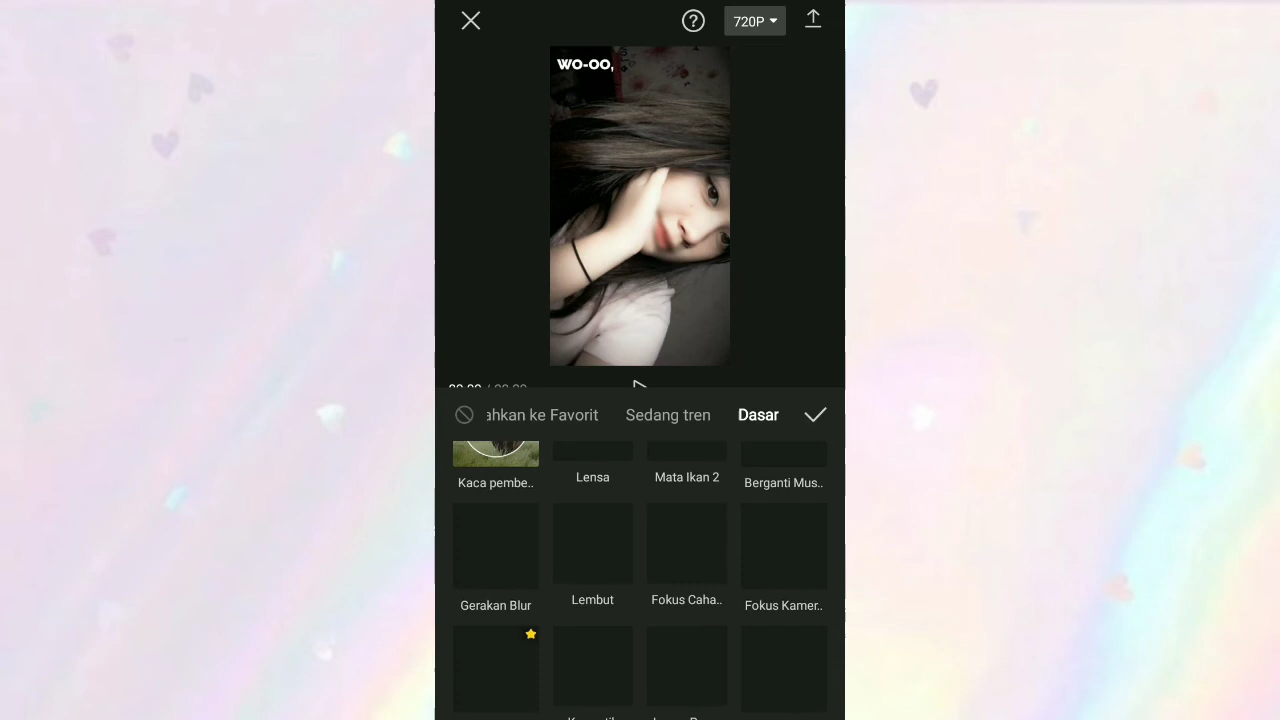 720P
WO-OO,
ahkan ke Favorit Sedang tren Dasar
Kaca pembe.. Lensa Mata Ikan 2 Berganti Mus..
Gerakan Blur Lembut Fokus Caha.. Fokus Kamer..